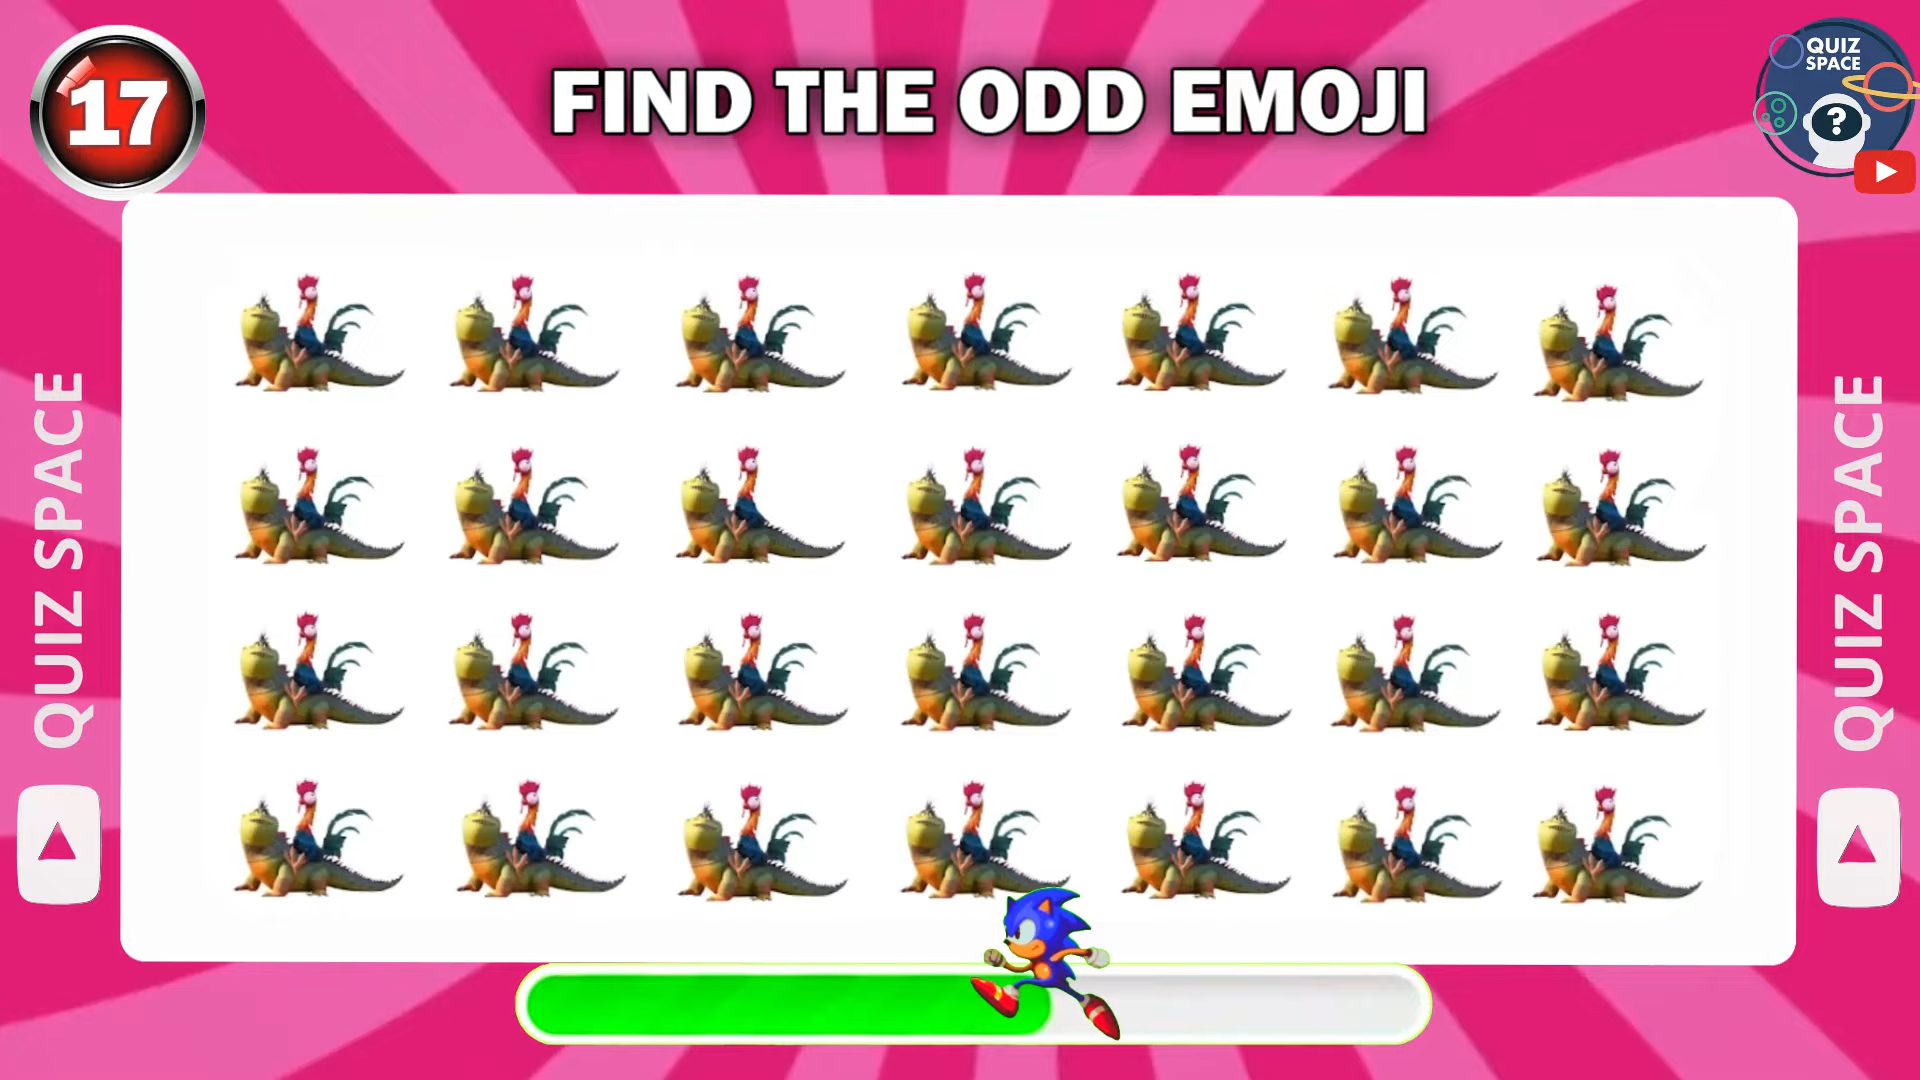 17
FIND THE ODD EMOJI
QUIZ
SPACE
?
QUIZ SPACE
QUIZ SPACE